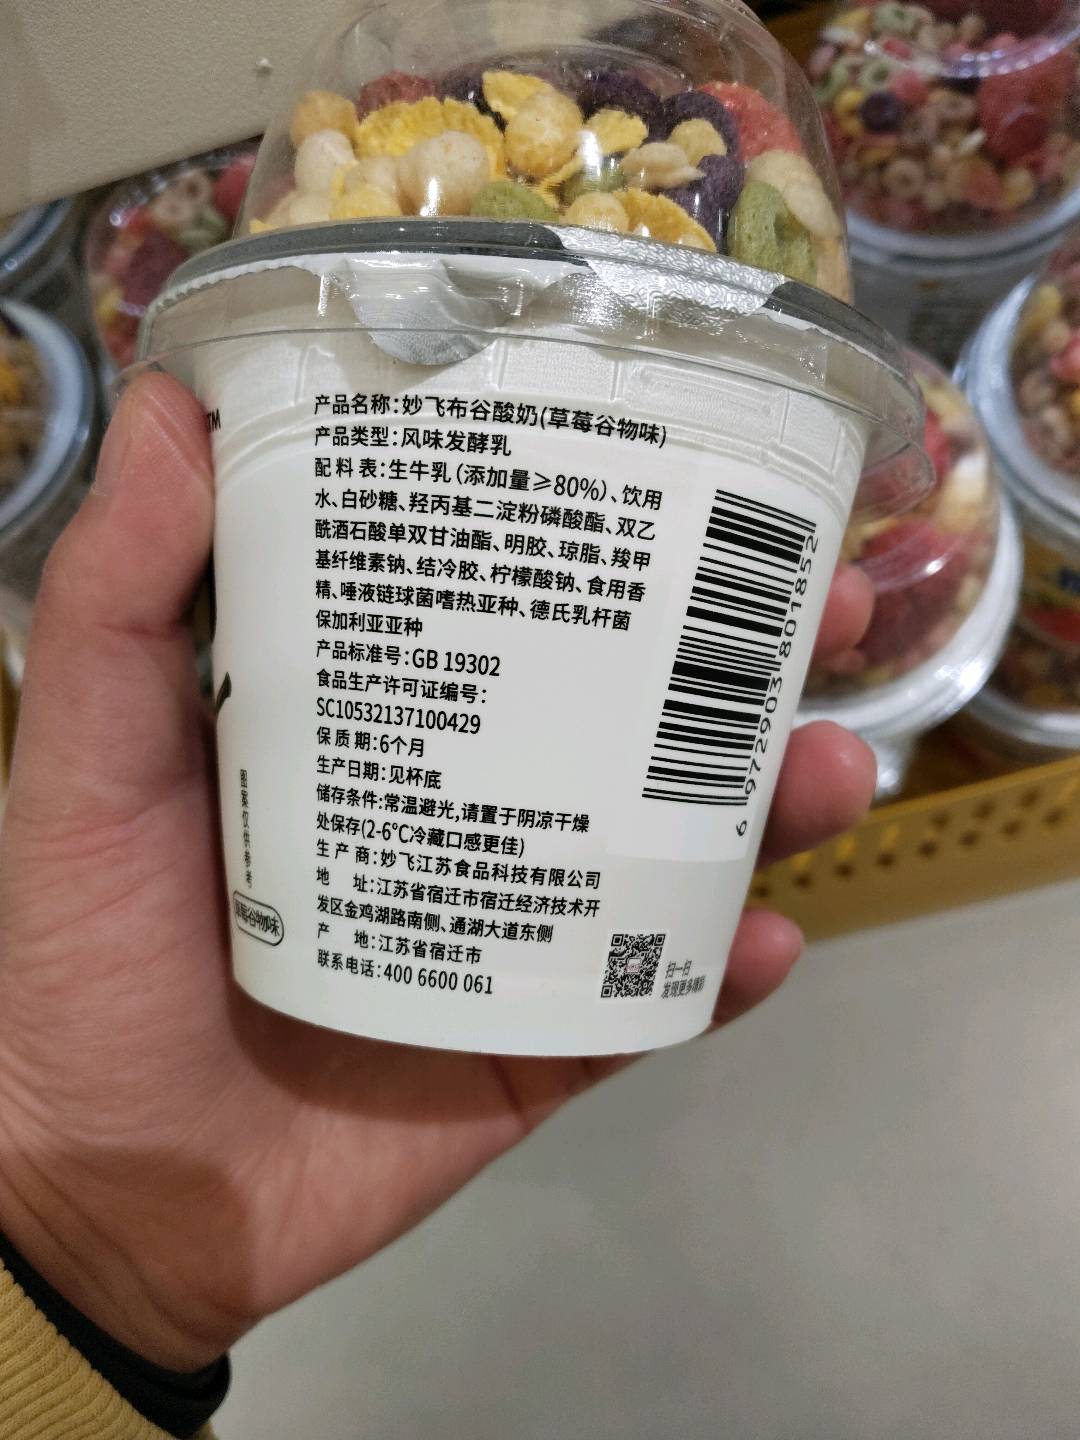 TM
产品名称:妙飞布谷酸奶(草莓谷物味)
产品类型:风味发酵乳
配料表:生牛乳(添加量≥80%)、饮用
水、白砂糖、羟丙基二淀粉磷酸酯、双乙
酰酒石酸单双甘油酯、明胶、琼脂、羧甲
基纤维素钠、结冷胶、柠檬酸钠、食用香
精、唾液链球菌嗜热亚种、德氏乳杆菌
保加利亚亚种
产品标准号:GB 19302
食品生产许可证编号:
SC10532137100429
保质期:6个月
生产日期:见杯底
储存条件:常温避光,请置于阴凉干燥
处保存(2-6℃冷藏口感更佳)
生产商:妙飞江苏食品科技有限公司
地 址:江苏省宿迁市宿迁经济技术开
发区金鸡湖路南侧、通湖大道东侧
产 地:江苏省宿迁市
联系电话:400 6600 061
图案仅供参考
草莓谷物味
6 972903 801852
扫一扫
发现更多精彩